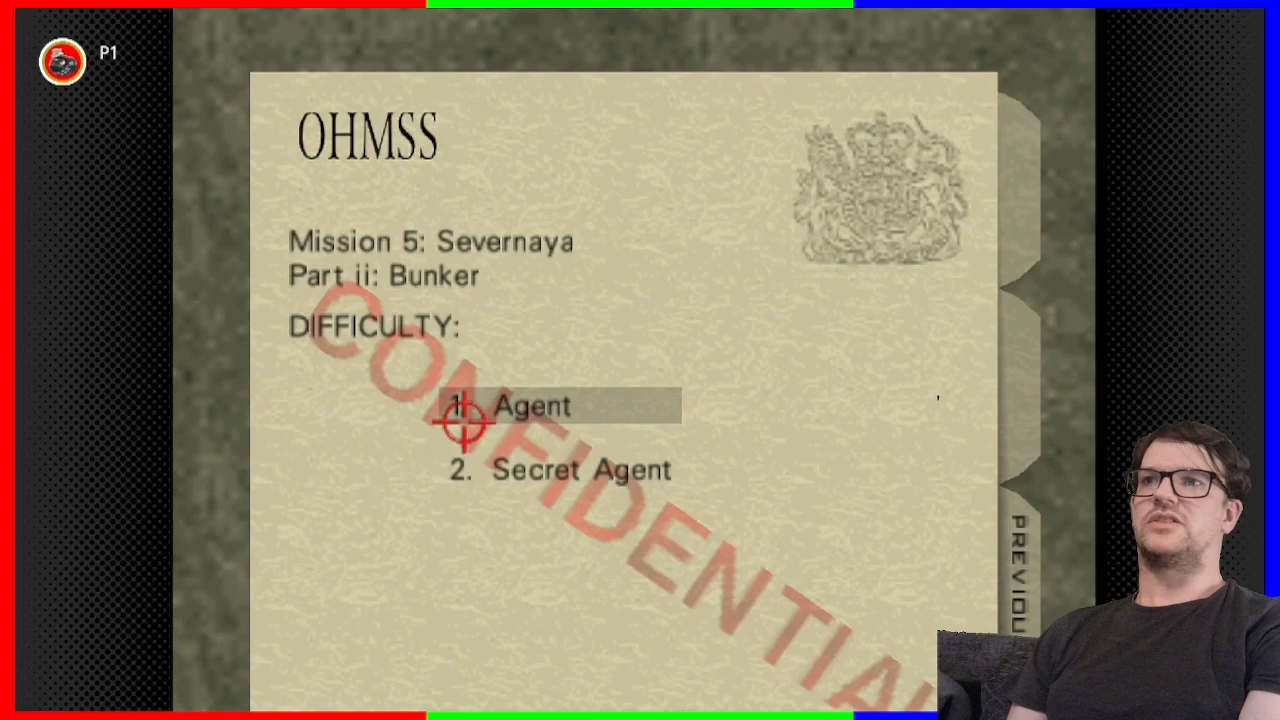 P1
OHMSS
Mission 5: Severnaya
Part ii: Bunker
DIFFICULTY:
1. Agent
2. Secret Agent
CONFIDENTIAL
PREVIOU